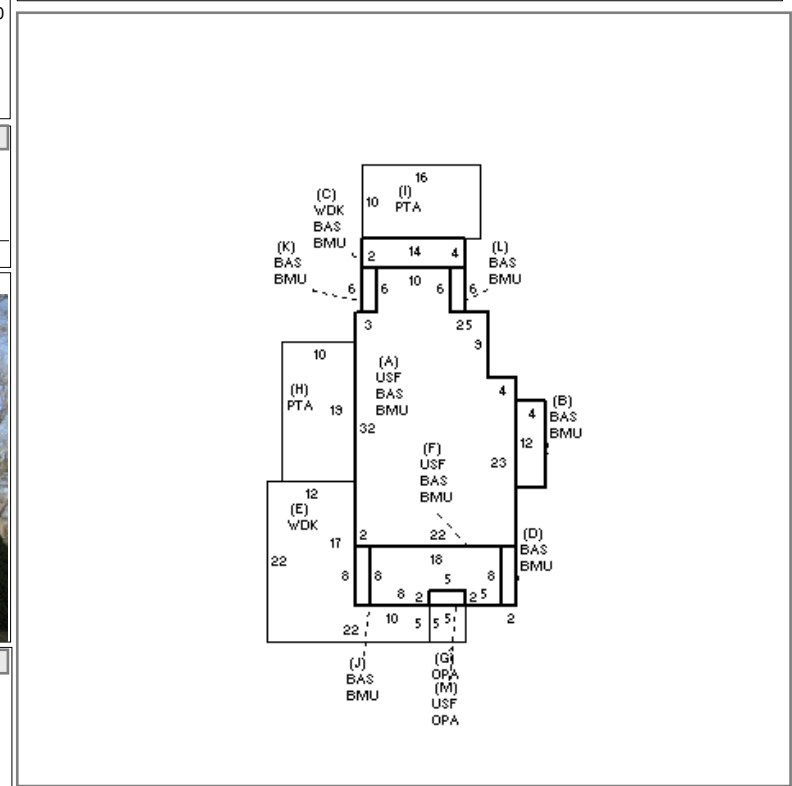 16
(C)
WDK
BAS
BMU
10
(I)
PTA
(K)
BAS
BMU
2
14
4
(L)
BAS
BMU
6
6
10
6
6
3
25
9
10
(A)
USF
BAS
BMU
4
(H)
PTA
19
(B)
BAS
BMU
4
12
32
(F)
USF
BAS
BMU
23
12
(E)
WDK
2
22
(D)
BAS
BMU
17
22
18
8
8
5
8
8
2
2
5
10
5
5
5
2
22
(J)
BAS
BMU
(G)
OPA
(M)
USF
OPA